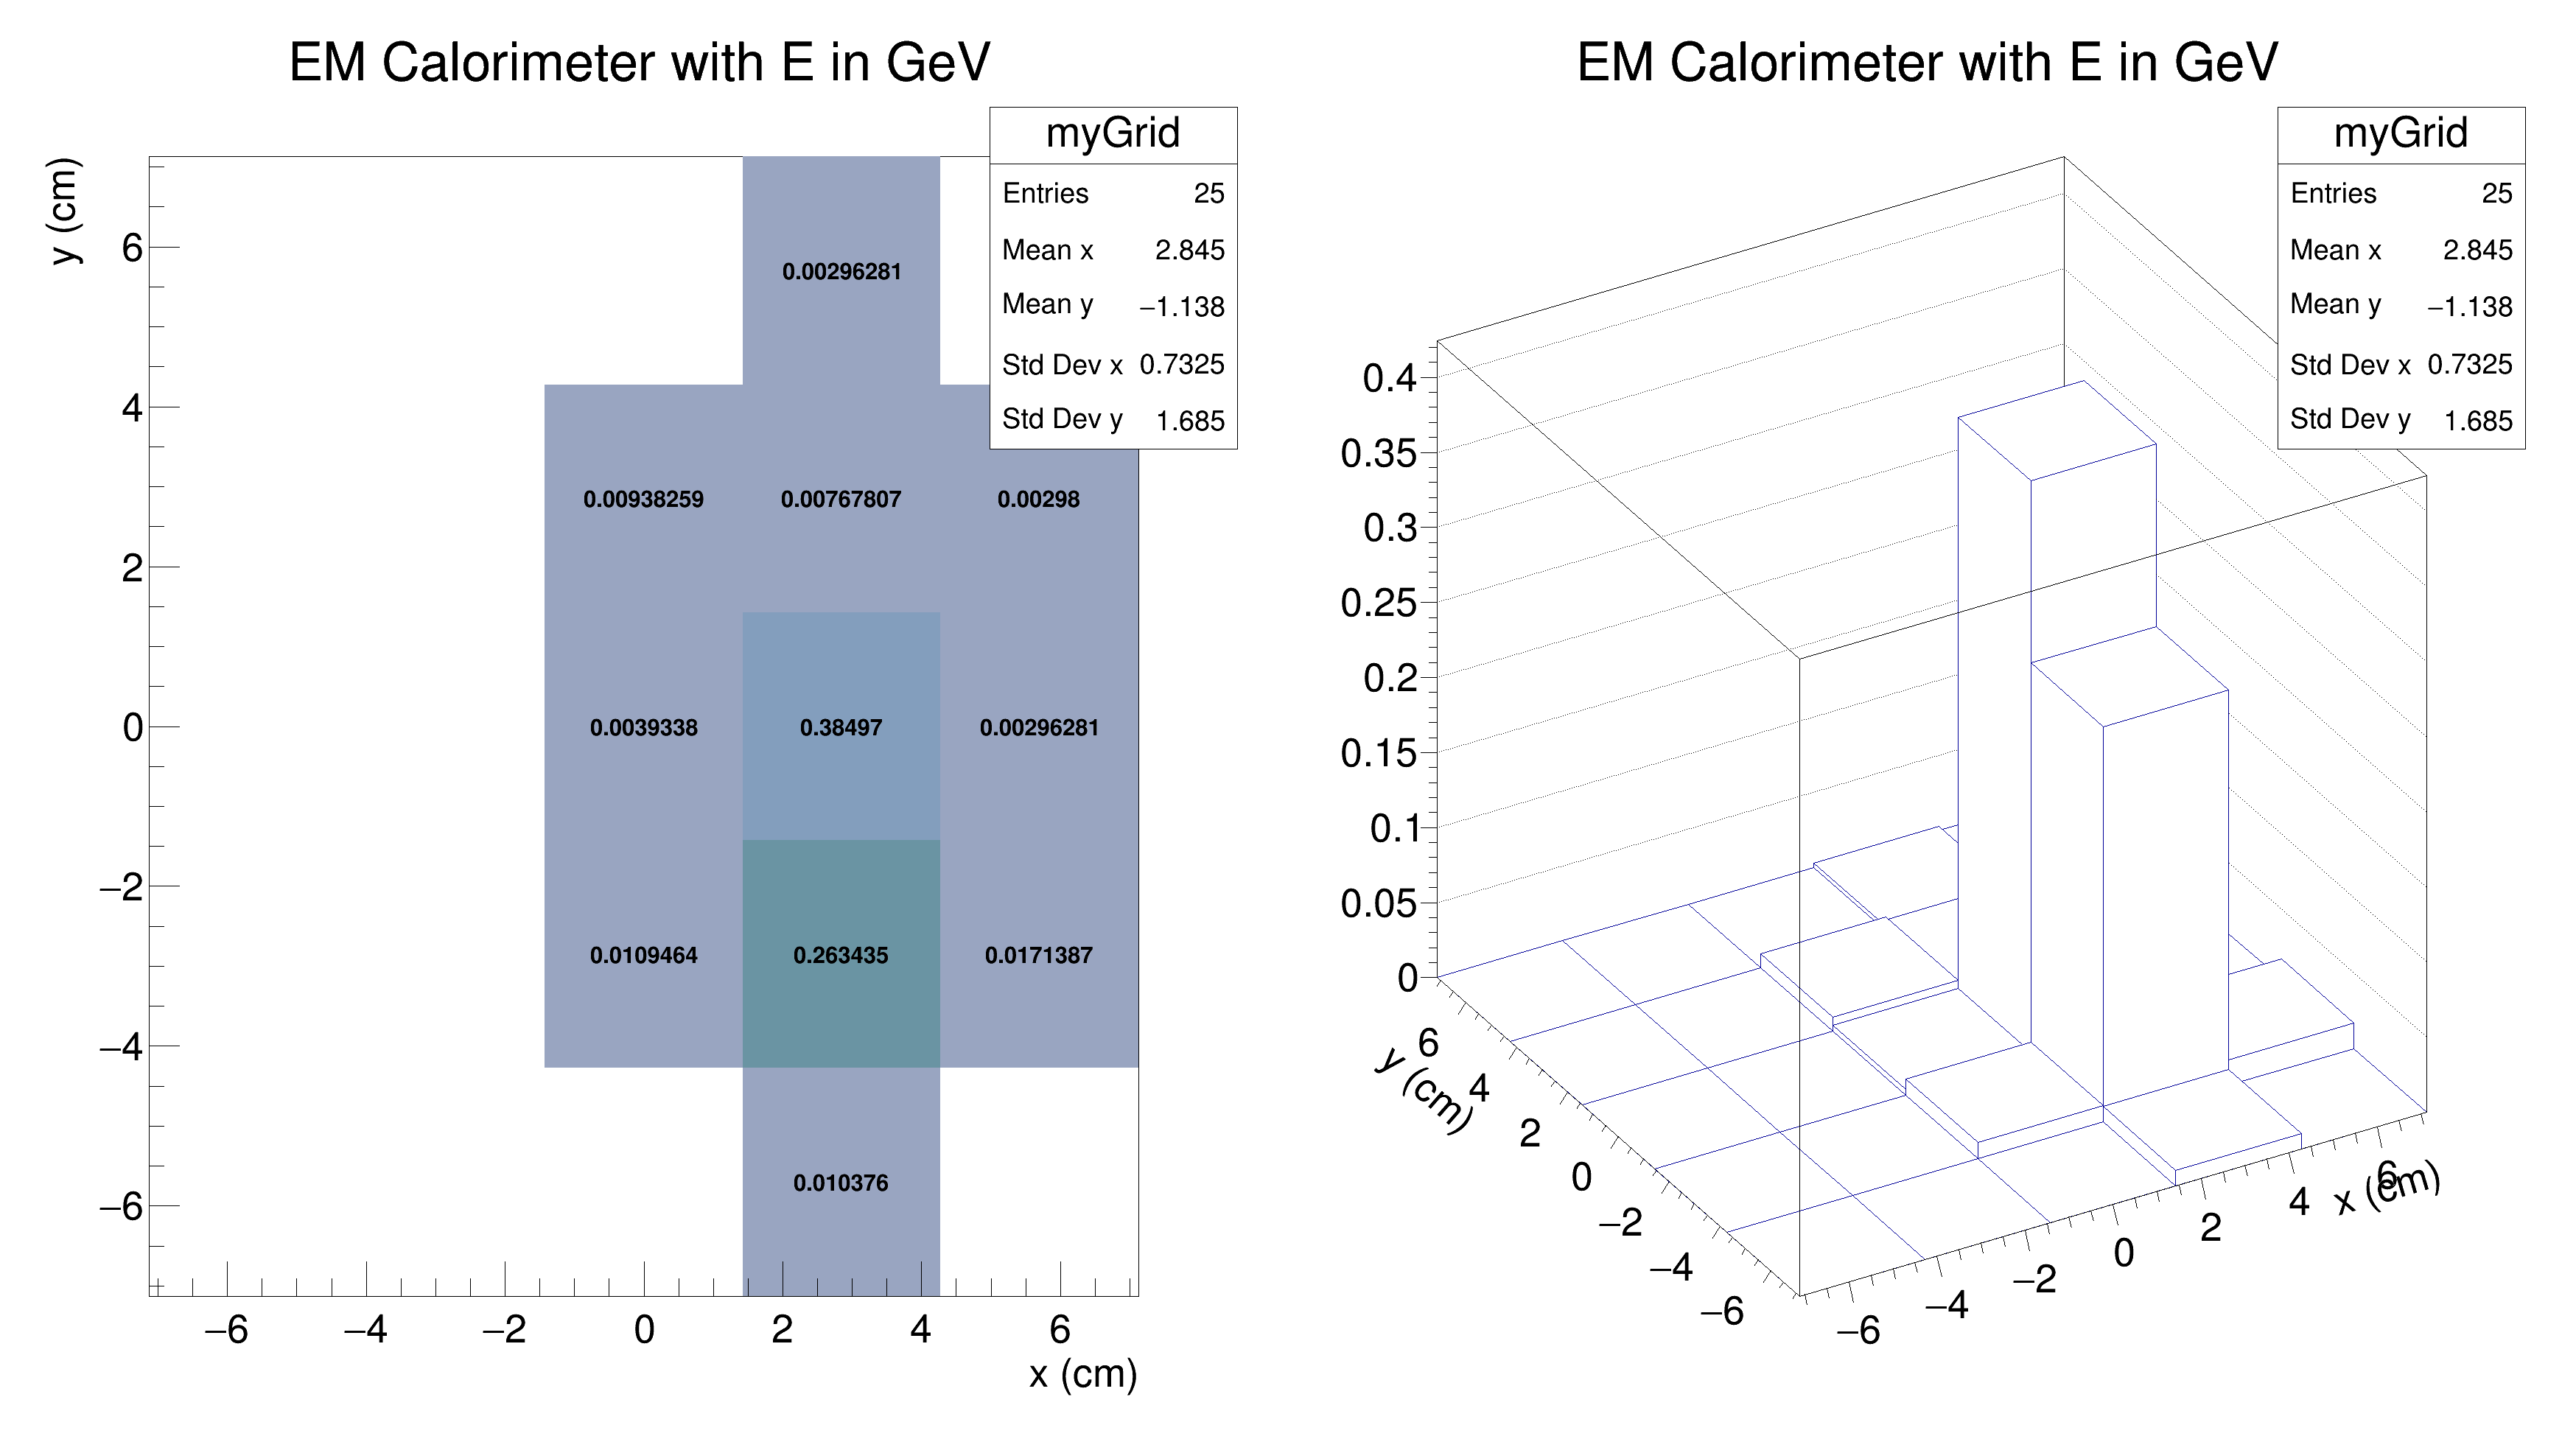 EM Calorimeter with E in GeV
myGrid
Entries 25
Mean x 2.845
Mean y −1.138
Std Dev x 0.7325
Std Dev y 1.685
y (cm)
6
4
2
0
−2
−4
−6
0.00296281
0.00938259 0.00767807 0.00298
0.0039338 0.38497 0.00296281
0.0109464 0.263435 0.0171387
0.010376
−6 −4 −2 0 2 4 6
x (cm)
EM Calorimeter with E in GeV
myGrid
Entries 25
Mean x 2.845
Mean y −1.138
Std Dev x 0.7325
Std Dev y 1.685
0.4
0.35
0.3
0.25
0.2
0.15
0.1
0.05
0
y (cm)
6
4
2
0
−2
−4
−6
−6 −4 −2 0 2 4 6
x (cm)